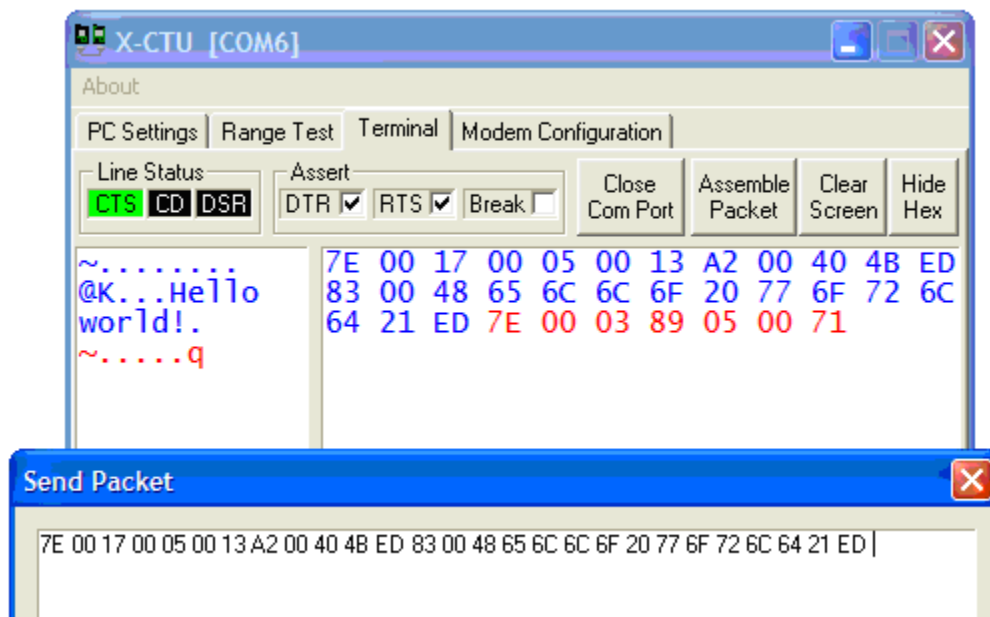 X-CTU [COM6]
About
PC Settings Range Test Terminal Modem Configuration
Line Status Assert
CTS CD DSR DTR RTS Break
Close Com Port
Assemble Packet
Clear Screen
Hide Hex
~........
@K...Hello
world!.
~.....q
7E 00 17 00 05 00 13 A2 00 40 4B ED
83 00 48 65 6C 6C 6F 20 77 6F 72 6C
64 21 ED 7E 00 03 89 05 00 71
Send Packet
7E 00 17 00 05 00 13 A2 00 40 4B ED 83 00 48 65 6C 6C 6F 20 77 6F 72 6C 64 21 ED